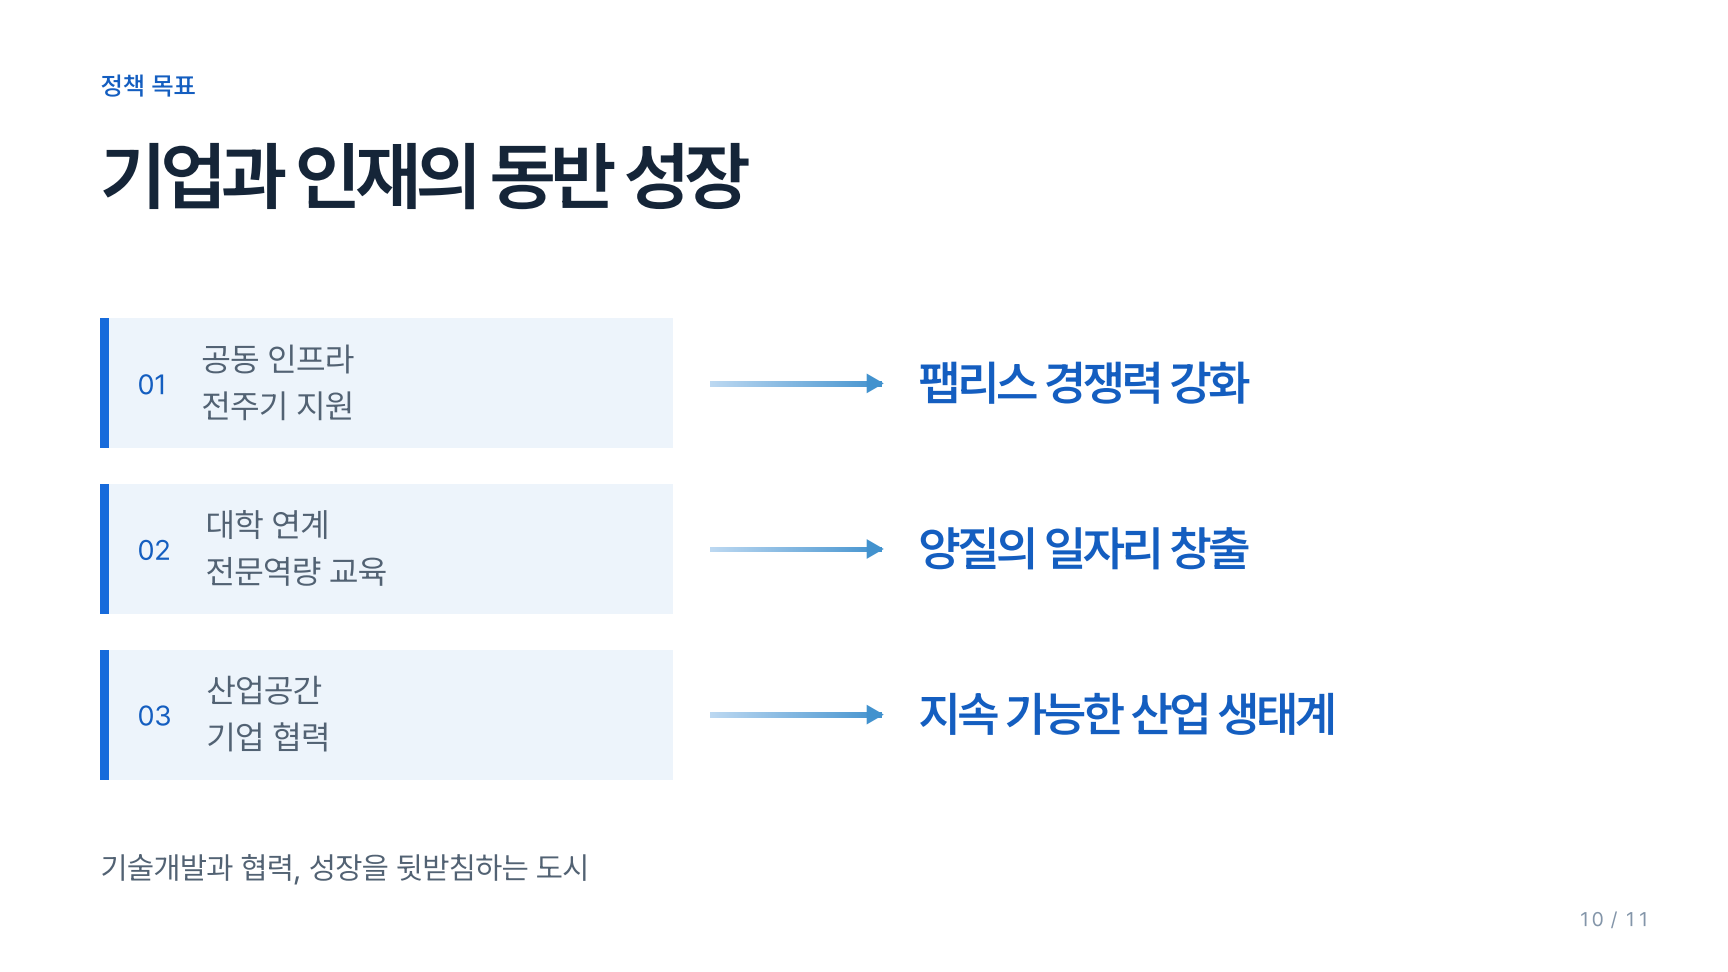 정책 목표
기업과 인재의 동반 성장
01
공동 인프라
전주기 지원
팹리스 경쟁력 강화
02
대학 연계
전문역량 교육
양질의 일자리 창출
03
산업공간
기업 협력
지속 가능한 산업 생태계
기술개발과 협력, 성장을 뒷받침하는 도시
10 / 11